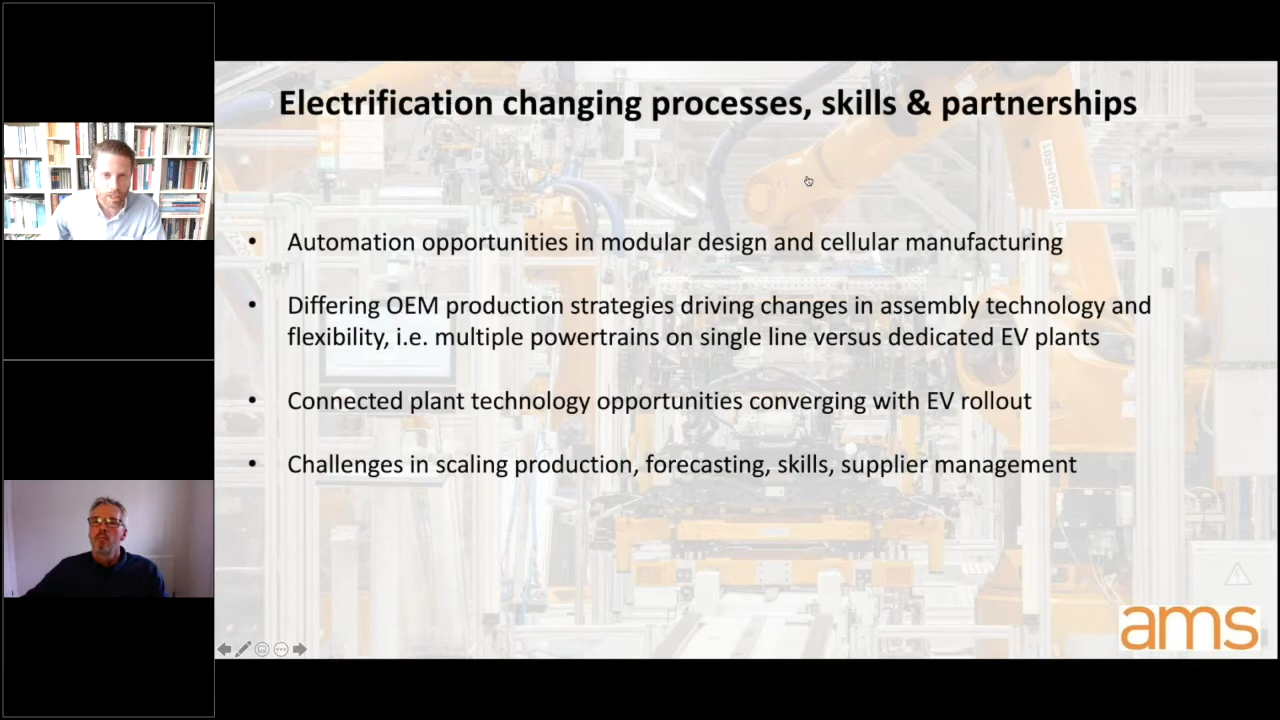 Electrification changing processes, skills & partnerships
• Automation opportunities in modular design and cellular manufacturing
• Differing OEM production strategies driving changes in assembly technology and
flexibility, i.e. multiple powertrains on single line versus dedicated EV plants
• Connected plant technology opportunities converging with EV rollout
• Challenges in scaling production, forecasting, skills, supplier management
ams